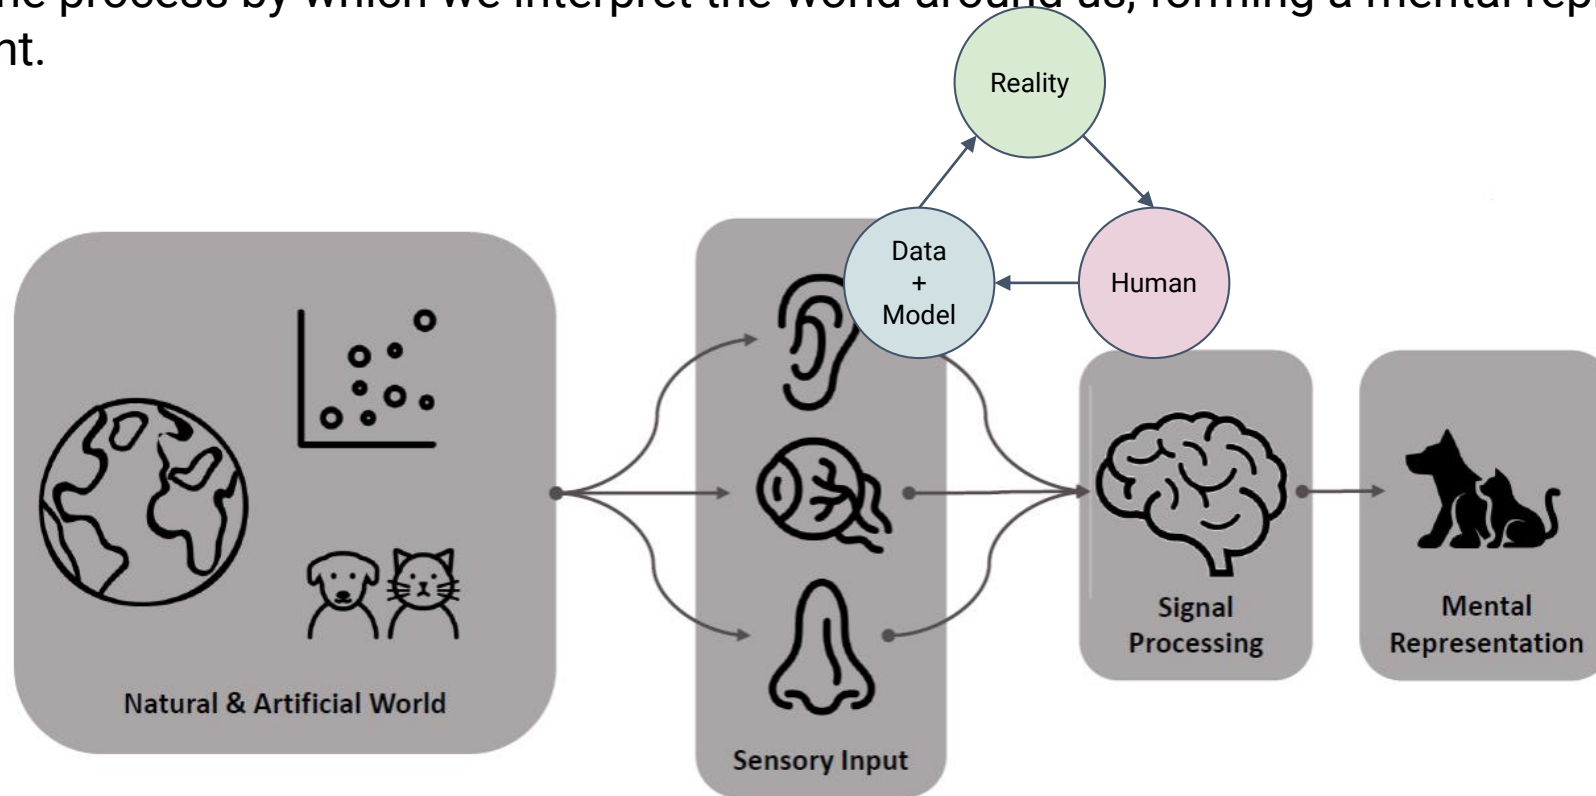 process by which we interpret the world around us, forming a mental
nt.
Reality
Data
+
Model
Human
Signal
Processing
Mental
Representation
Natural & Artificial World
Sensory Input